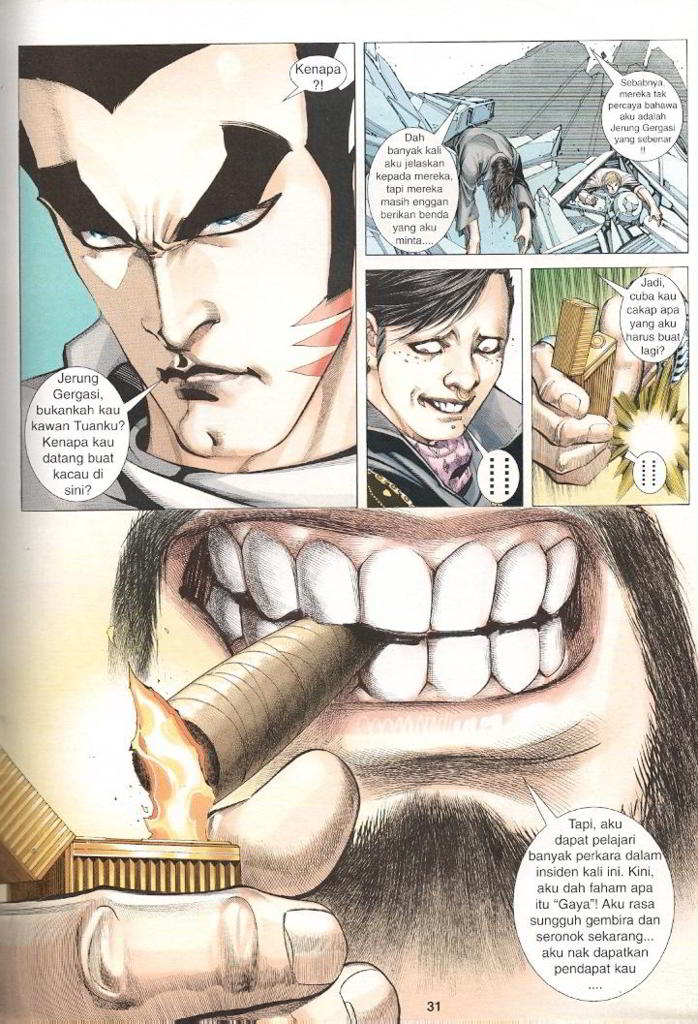 Kenapa
?!
Jerung
Gergasi,
bukankah kau
kawan Tuanku?
Kenapa kau
datang buat
kacau di
sini?
Sebabnya,
mereka tak
percaya bahawa
aku adalah
Jerung Gergasi
yang sebenar
!!
Dah
banyak kali
aku jelaskan
kepada mereka,
tapi mereka
masih enggan
berikan benda
yang aku
minta....
Jadi,
cuba kau
cakap apa
yang aku
harus buat
lagi?
Tapi, aku
dapat pelajari
banyak perkara dalam
insiden kali ini. Kini,
aku dah faham apa
itu “Gaya”! Aku rasa
sungguh gembira dan
seronok sekarang...
aku nak dapatkan
pendapat kau
....
31